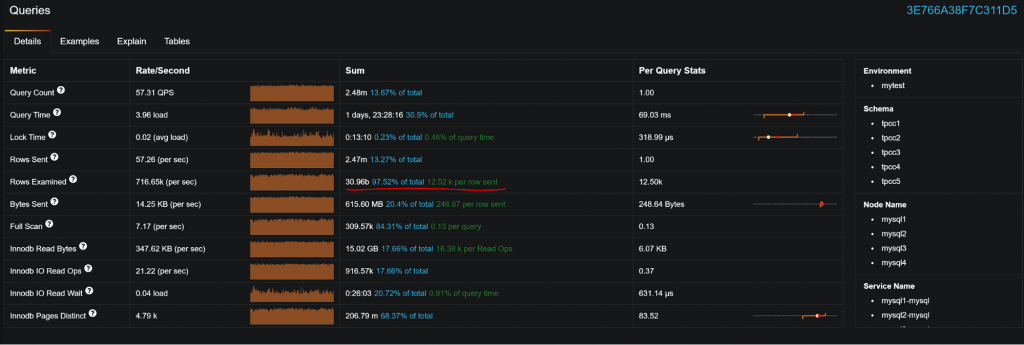 Queries
3E766A38F7C311D5
Details Examples Explain Tables
Metric Rate/Second Sum Per Query Stats
Query Count 57.31 QPS 2.48m 13.67% of total 1.00
Query Time 3.96 load 1 days, 23:28:16 30.9% of total 69.03 ms
Lock Time 0.02 (avg load) 0:13:10 0.23% of total 0.46% of query time 318.99 µs
Rows Sent 57.26 (per sec) 2.47m 13.27% of total 1.00
Rows Examined 716.65k (per sec) 30.96b 97.52% of total 12.52 k per row sent 12.50k
Bytes Sent 14.25 KB (per sec) 615.60 MB 20.4% of total 248.87 per row sent 248.64 Bytes
Full Scan 7.17 (per sec) 309.57k 84.31% of total 0.13 per query 0.13
Innodb Read Bytes 347.62 KB (per sec) 15.02 GB 17.66% of total 16.38 k per Read Ops 6.07 KB
Innodb IO Read Ops 21.22 (per sec) 916.57k 17.66% of total 0.37
Innodb IO Read Wait 0.04 load 0:26:03 20.72% of total 0.91% of query time 631.14 µs
Innodb Pages Distinct 4.79 k 206.79 m 68.37% of total 83.52
Environment
mytest
Schema
tpcc1
tpcc2
tpcc3
tpcc4
tpcc5
Node Name
mysql1
mysql2
mysql3
mysql4
Service Name
mysql1-mysql
mysql2-mysql